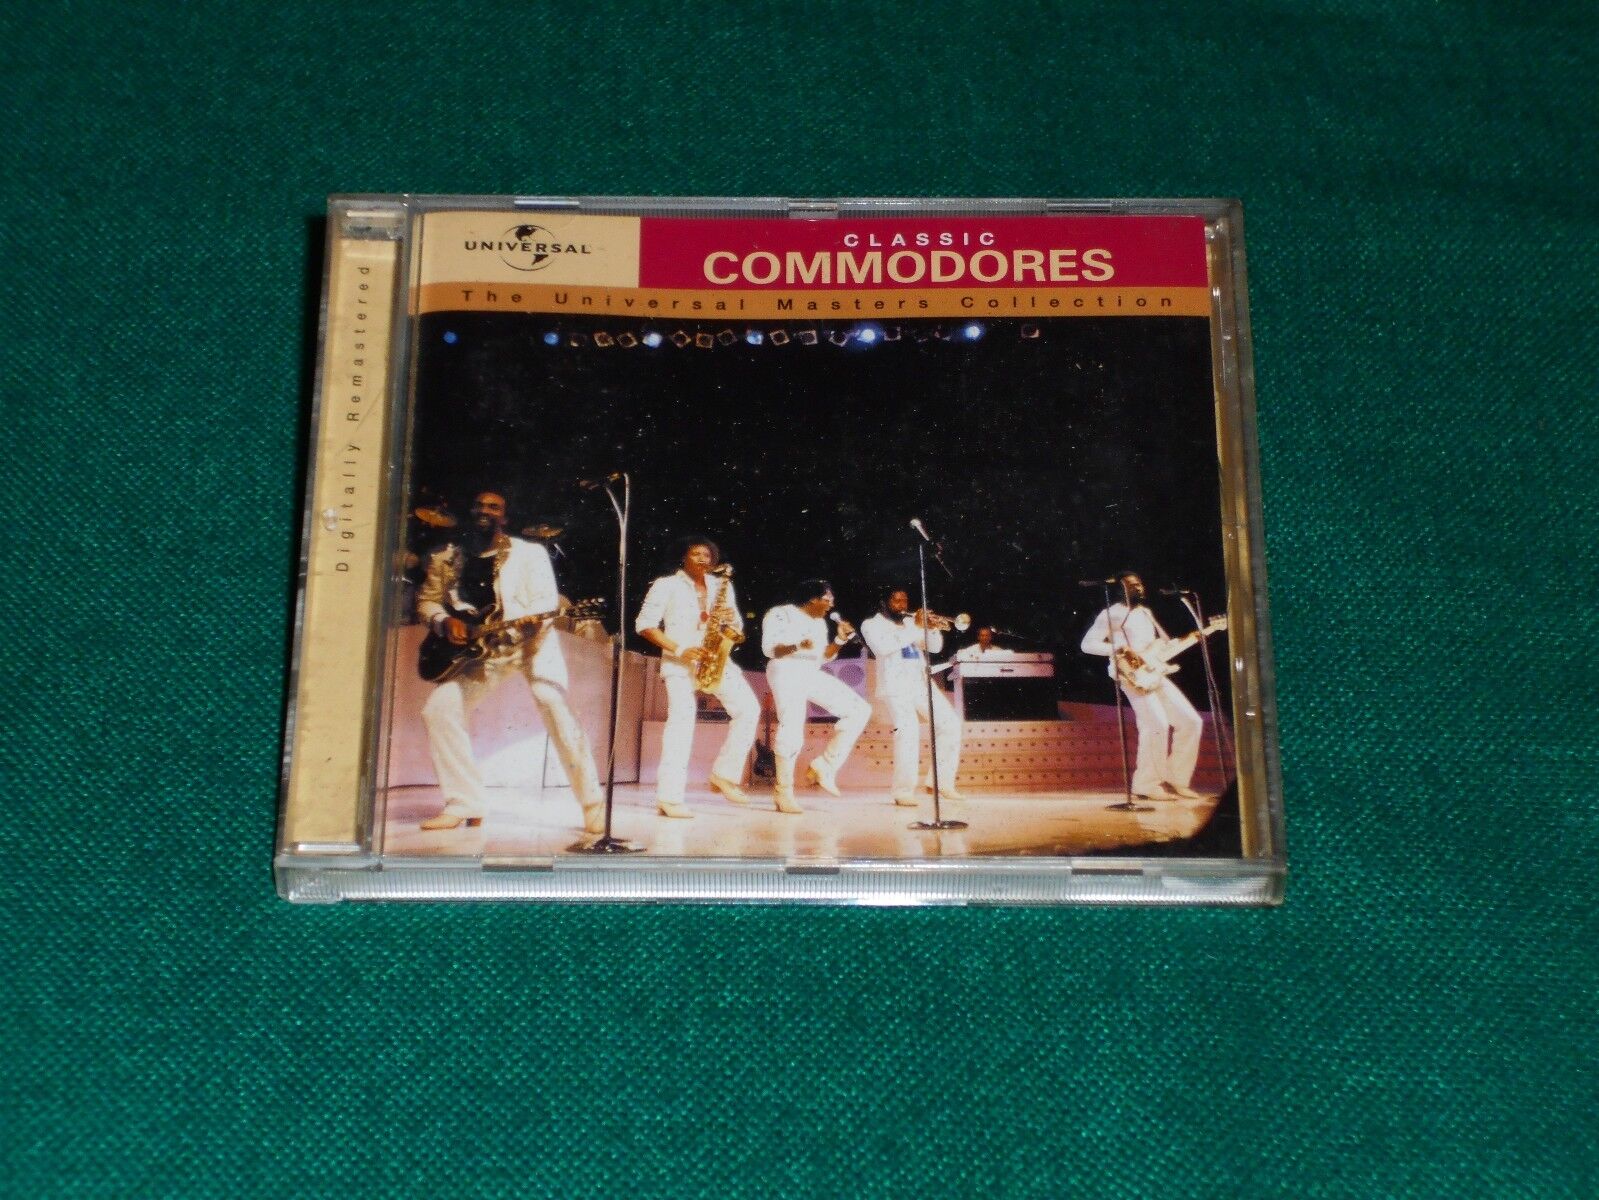 UNIVERSAL
CLASSIC
COMMODORES
The Universal Masters Collection
Digitally Remastered